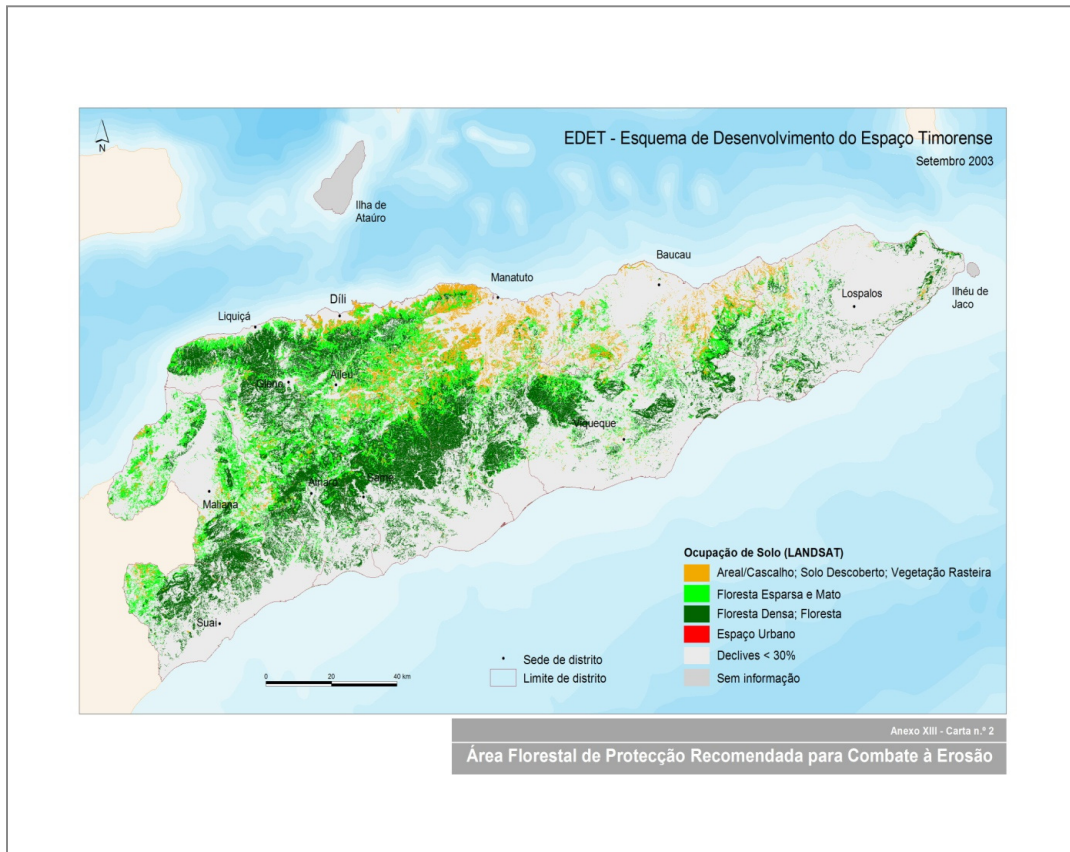 EDET - Esquema de Desenvolvimento do Espaço Timorense
Setembro 2003
N
Ilha de
Ataúro
Baucau
Manatuto
Díli
Liquiçá
Lospalos
Ilhéu de
Jaco
Gleno
Aileu
Viqueque
Ainaro
Same
Maliana
Suai
Ocupação de Solo (LANDSAT)
Areal/Cascalho; Solo Descoberto; Vegetação Rasteira
Floresta Esparsa e Mato
Floresta Densa; Floresta
Espaço Urbano
Declives < 30%
Sem informação
Sede de distrito
Limite de distrito
0 20 40 km
Anexo XIII - Carta n.º 2
Área Florestal de Protecção Recomendada para Combate à Erosão